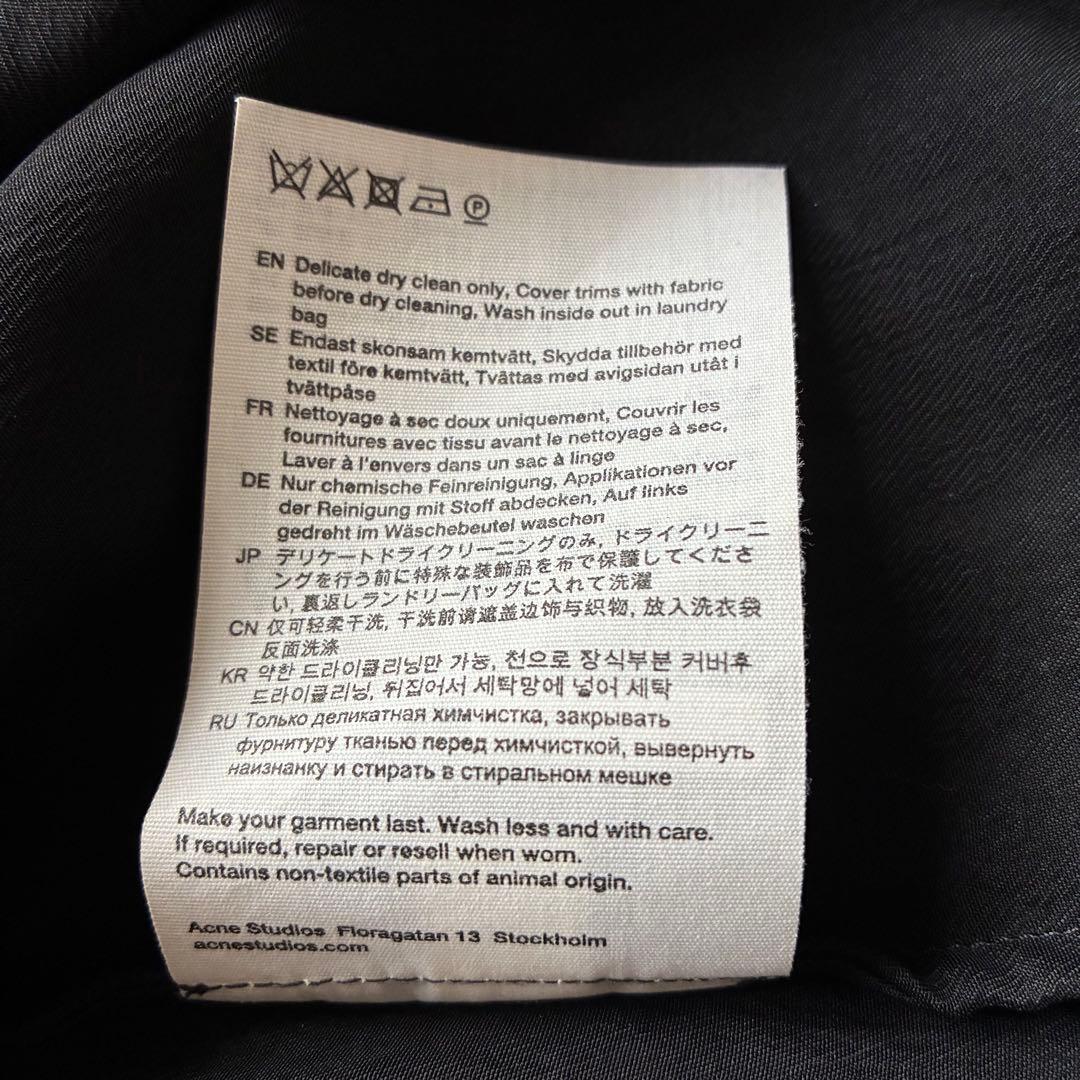 P
EN Delicate dry clean only, Cover trims with fabric
before dry cleaning, Wash inside out in laundry
bag
SE Endast skonsam kemtvätt, Skydda tillbehör med
textil före kemtvätt, Tvättas med avigsidan utåt i
tvättpåse
FR Nettoyage à sec doux uniquement, Couvrir les
fournitures avec tissu avant le nettoyage à sec,
Laver à l'envers dans un sac à linge
DE Nur chemische Feinreinigung, Applikationen vor
der Reinigung mit Stoff abdecken, Auf links
gedreht im Wäschebeutel waschen
JP デリケートドライクリーニングのみ, ドライクリーニ
ングを行う前に特殊な装飾品を布で保護してくださ
い, 裏返しランドリーバッグに入れて洗濯
CN 仅可轻柔干洗, 干洗前请遮盖边饰与织物, 放入洗衣袋
反面洗涤
KR 약한 드라이클리닝만 가능, 천으로 장식부분 커버후
드라이클리닝, 뒤집어서 세탁망에 넣어 세탁
RU Только деликатная химчистка, закрывать
фурнитуру тканью перед химчисткой, вывернуть
наизнанку и стирать в стиральном мешке
Make your garment last. Wash less and with care.
If required, repair or resell when worn.
Contains non-textile parts of animal origin.
Acne Studios Floragatan 13 Stockholm
acnestudios.com